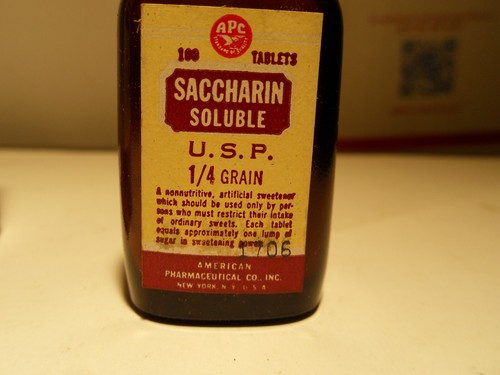 APC
100 TABLETS
SACCHARIN
SOLUBLE
U.S.P.
1/4 GRAIN
A nonnutritive, artificial sweetener
which should be used only by per-
sons who must restrict their intake
of ordinary sweets. Each tablet
equals approximately one lump of
sugar in sweetening power.
1706
AMERICAN
PHARMACEUTICAL CO., INC.
NEW YORK, N. Y., U.S.A.